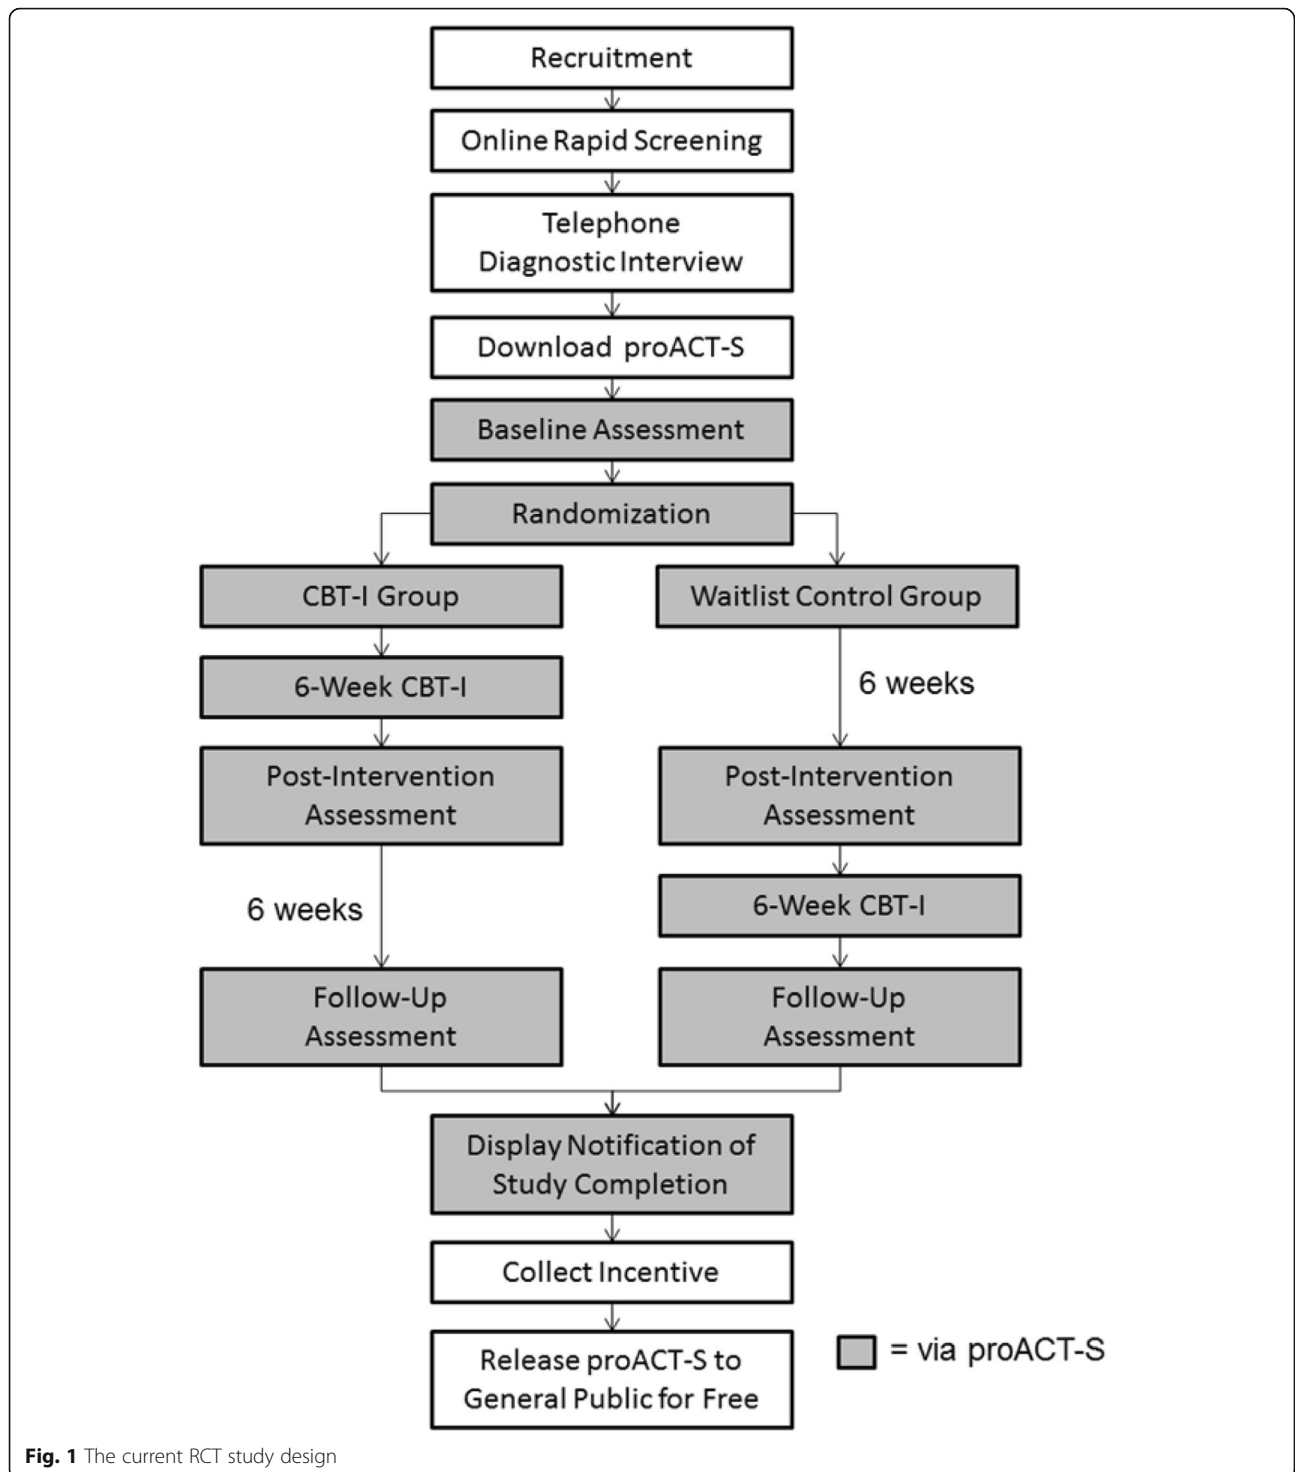 Recruitment
Online Rapid Screening
Telephone
Diagnostic Interview
Download proACT-S
Baseline Assessment
Randomization
CBT-I Group
Waitlist Control Group
6-Week CBT-I
6 weeks
Post-Intervention
Assessment
Post-Intervention
Assessment
6 weeks
6-Week CBT-I
Follow-Up
Assessment
Follow-Up
Assessment
Display Notification of
Study Completion
Collect Incentive
Release proACT-S to
General Public for Free
= via proACT-S
Fig. 1 The current RCT study design